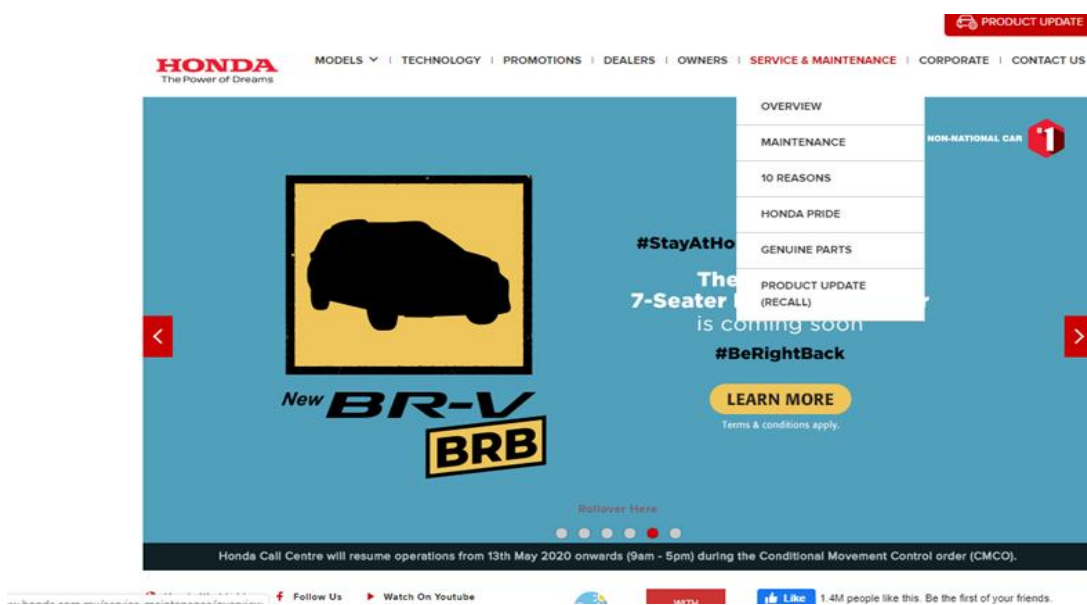 PRODUCT UPDATE
HONDA
The Power of Dreams
MODELS | TECHNOLOGY | PROMOTIONS | DEALERS | OWNERS | SERVICE & MAINTENANCE | CORPORATE | CONTACT US
OVERVIEW
MAINTENANCE
10 REASONS
HONDA PRIDE
GENUINE PARTS
PRODUCT UPDATE
(RECALL)
NON-NATIONAL CAR #1
#StayAtHo
The
7-Seater
is coming soon
#BeRightBack
LEARN MORE
Terms & conditions apply.
New BR-V
BRB
Rollover Here
Honda Call Centre will resume operations from 13th May 2020 onwards (9am - 5pm) during the Conditional Movement Control order (CMCO).
Follow Us
Watch On Youtube
WITH
Like 1.4M people like this. Be the first of your friends.